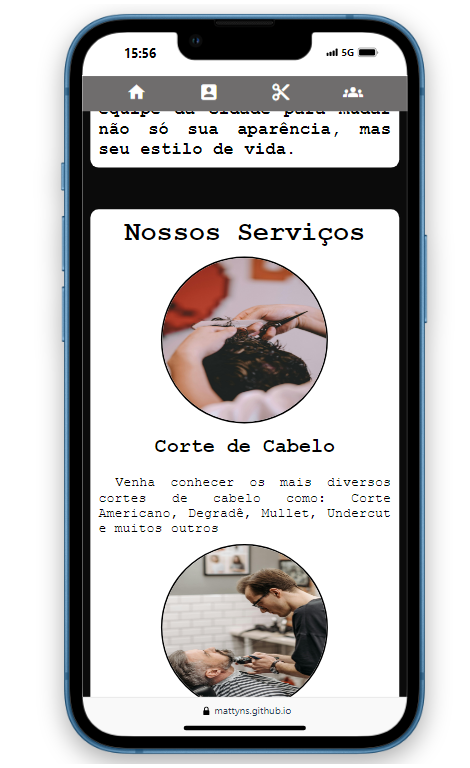 15:56
5G
equipe da cidade para mudar
não só sua aparência, mas
seu estilo de vida.
Nossos Serviços
Corte de Cabelo
Venha conhecer os mais diversos
cortes de cabelo como: Corte
Americano, Degradê, Mullet, Undercut
e muitos outros
mattyns.github.io